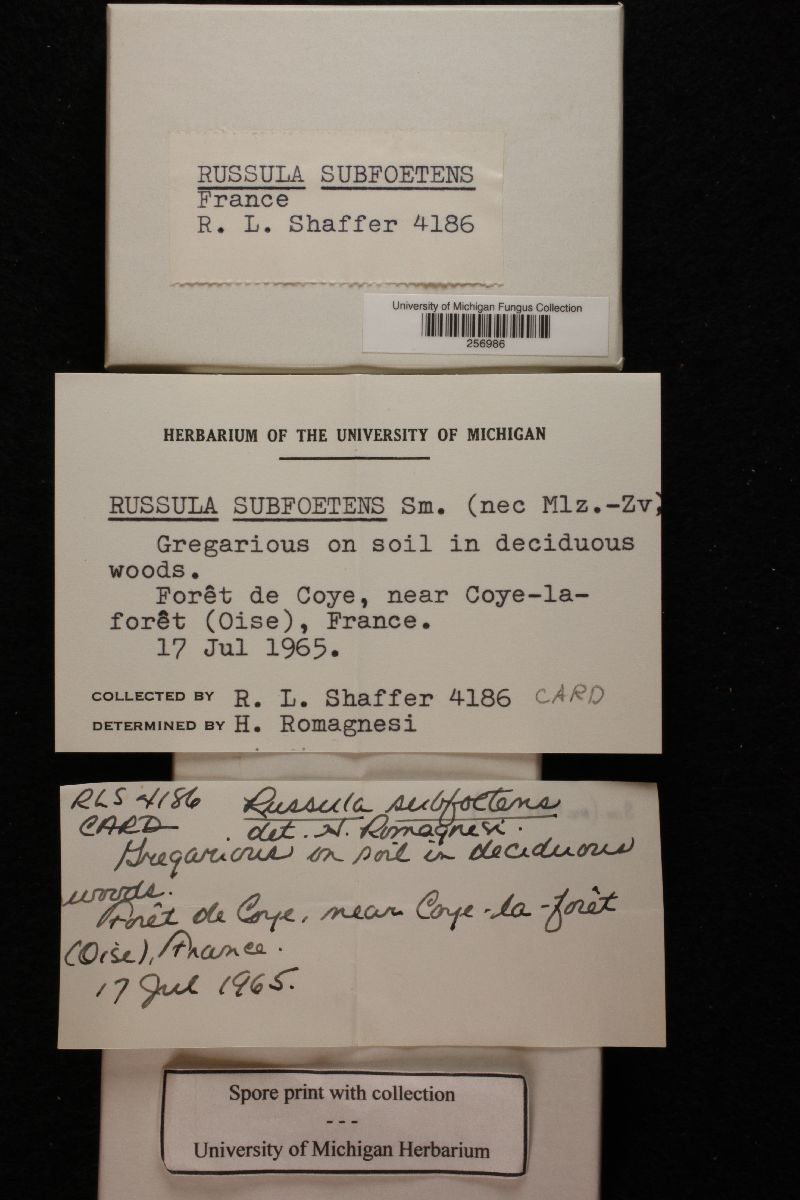 RUSSULA SUBFOETENS
France
R. L. Shaffer 4186
University of Michigan Fungus Collection
256986
HERBARIUM OF THE UNIVERSITY OF MICHIGAN
RUSSULA SUBFOETENS Sm. (nec Mlz.-Zv)
Gregarious on soil in deciduous
woods.
Forêt de Coye, near Coye-la-
forêt (Oise), France.
17 Jul 1965.
COLLECTED BY R. L. Shaffer 4186 CARD
DETERMINED BY H. Romagnesi
RLS 4186 Russula subfoetens
CARD det. H. Romagnesi.
Gregarious on soil in deciduous
woods.
Forêt de Coye, near Coye-la-forêt
(Oise), France.
17 Jul 1965.
Spore print with collection
---
University of Michigan Herbarium